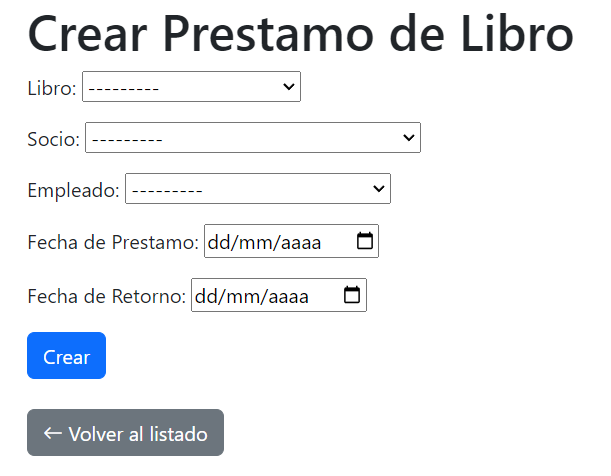 Crear Prestamo de Libro
Libro: ---------
Socio: ---------
Empleado: ---------
Fecha de Prestamo: dd/mm/aaaa
Fecha de Retorno: dd/mm/aaaa
Crear
← Volver al listado